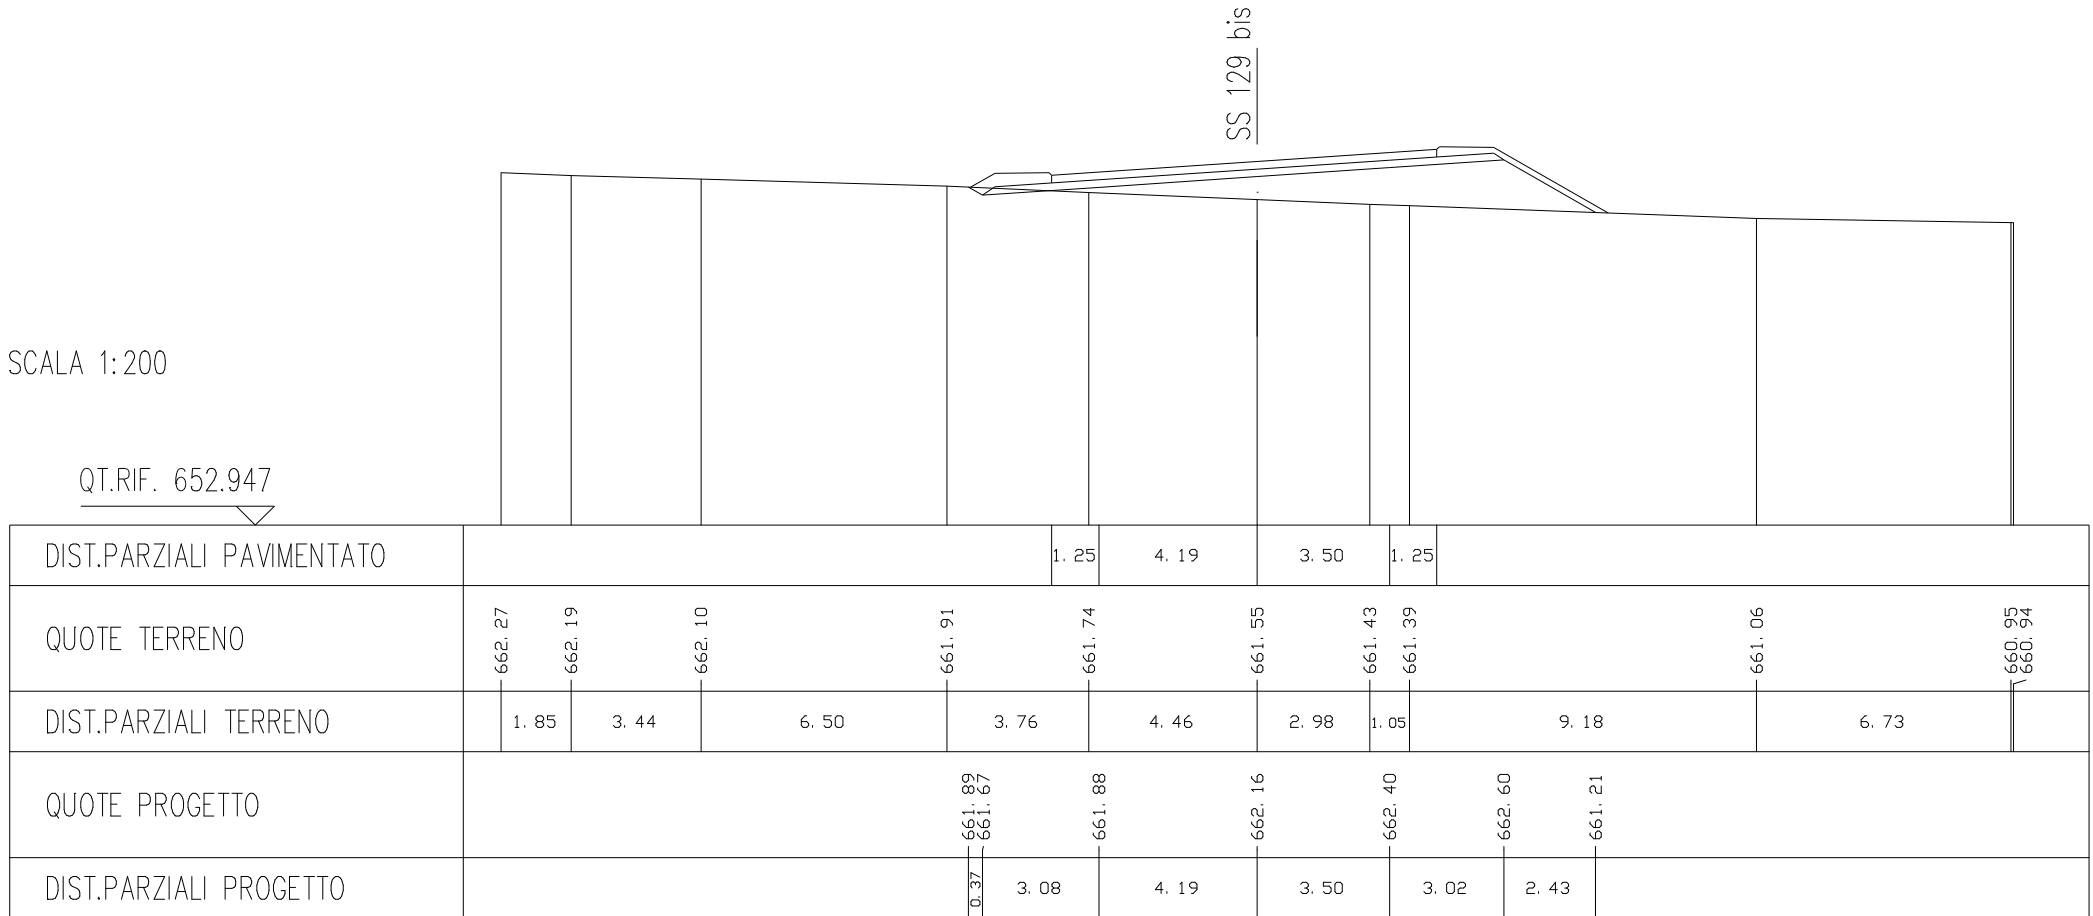 SS 129 bis
SCALA 1:200
QT.RIF. 652.947
DIST.PARZIALI PAVIMENTATO 1.25 4.19 3.50 1.25
QUOTE TERRENO 662.27 662.19 662.10 661.91 661.74 661.55 661.43 661.39 661.06 660.95 660.94
DIST.PARZIALI TERRENO 1.85 3.44 6.50 3.76 4.46 2.98 1.05 9.18 6.73
QUOTE PROGETTO 661.89 661.67 661.88 662.16 662.40 662.60 661.21
DIST.PARZIALI PROGETTO 0.37 3.08 4.19 3.50 3.02 2.43